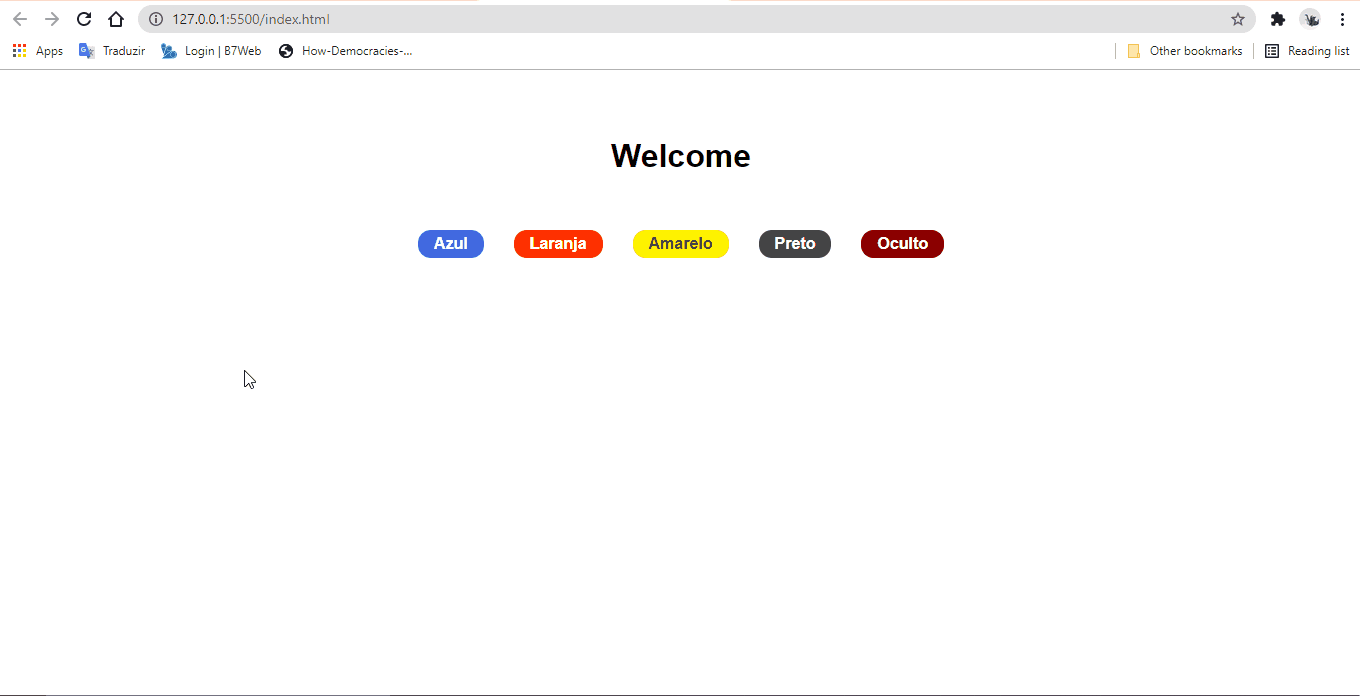 127.0.0.1:5500/index.html
Apps Traduzir Login | B7Web How-Democracies-... Other bookmarks Reading list
Welcome
Azul Laranja Amarelo Preto Oculto